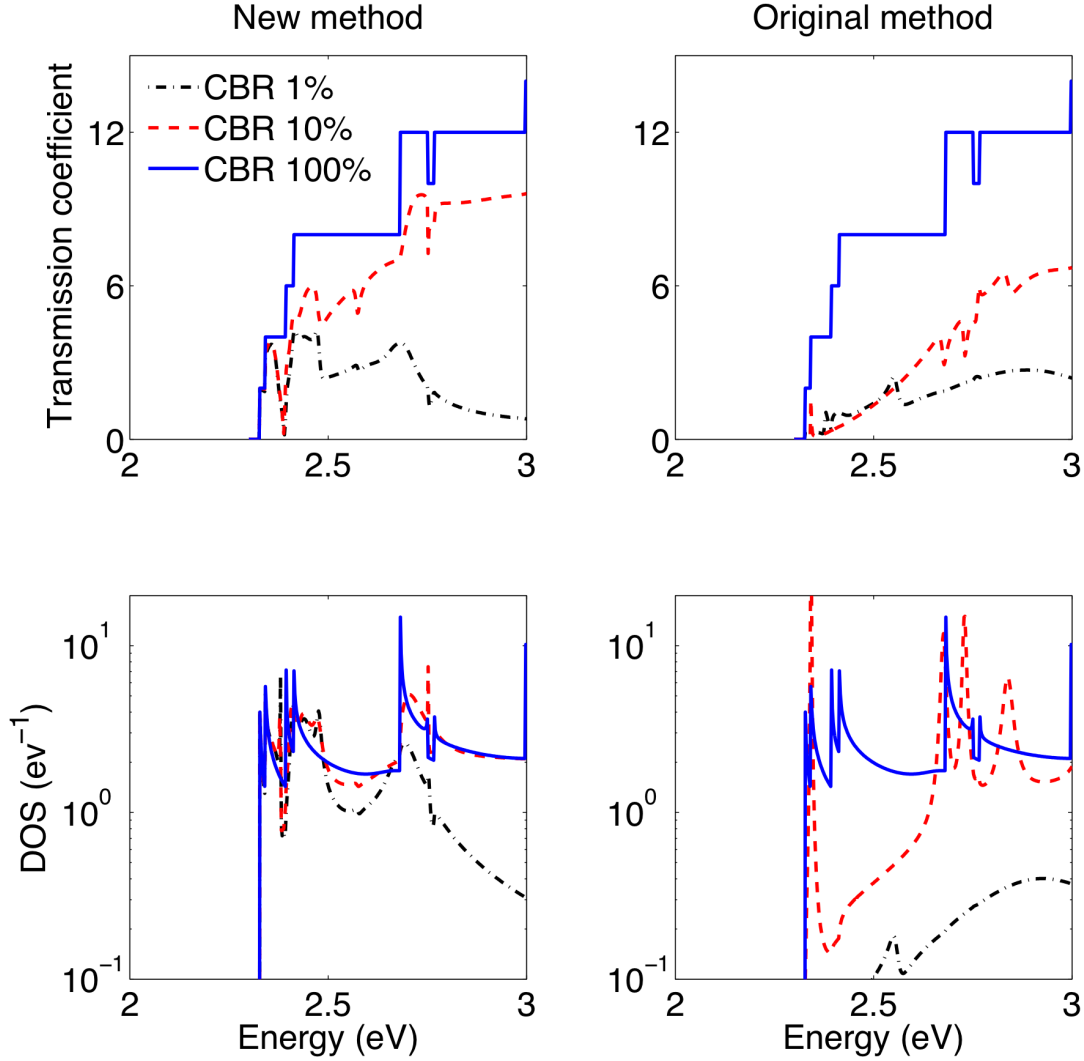 New method
Original method
Transmission coefficient
12
6
0
CBR 1%
CBR 10%
CBR 100%
2
2.5
3
12
6
0
2
2.5
3
DOS (ev⁻¹)
10¹
10⁰
10⁻¹
2
2.5
3
Energy (eV)
10¹
10⁰
10⁻¹
2
2.5
3
Energy (eV)